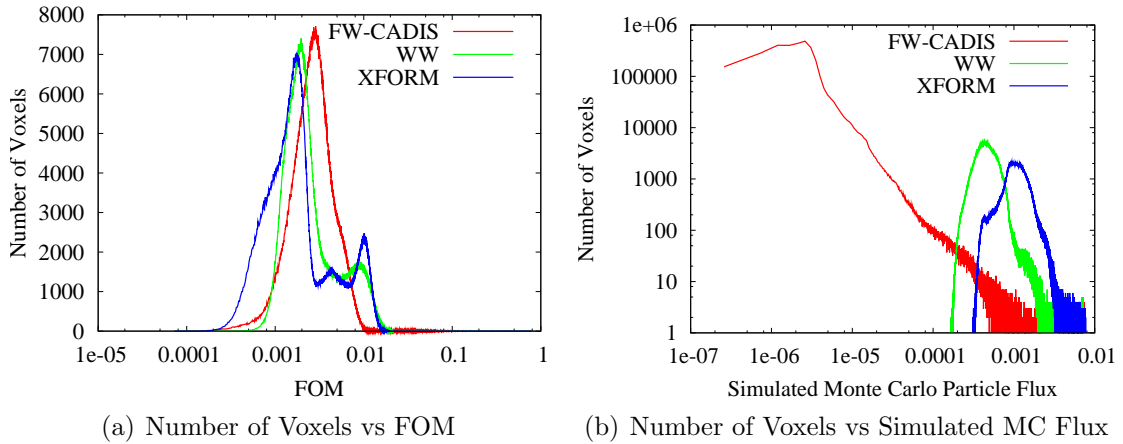 FW-CADIS
WW
XFORM
8000
7000
6000
5000
4000
3000
2000
1000
0
Number of Voxels
1e-05
0.0001
0.001
0.01
0.1
1
FOM
(a) Number of Voxels vs FOM
FW-CADIS
WW
XFORM
1e+06
100000
10000
1000
100
10
1
Number of Voxels
1e-07
1e-06
1e-05
0.0001
0.001
0.01
Simulated Monte Carlo Particle Flux
(b) Number of Voxels vs Simulated MC Flux